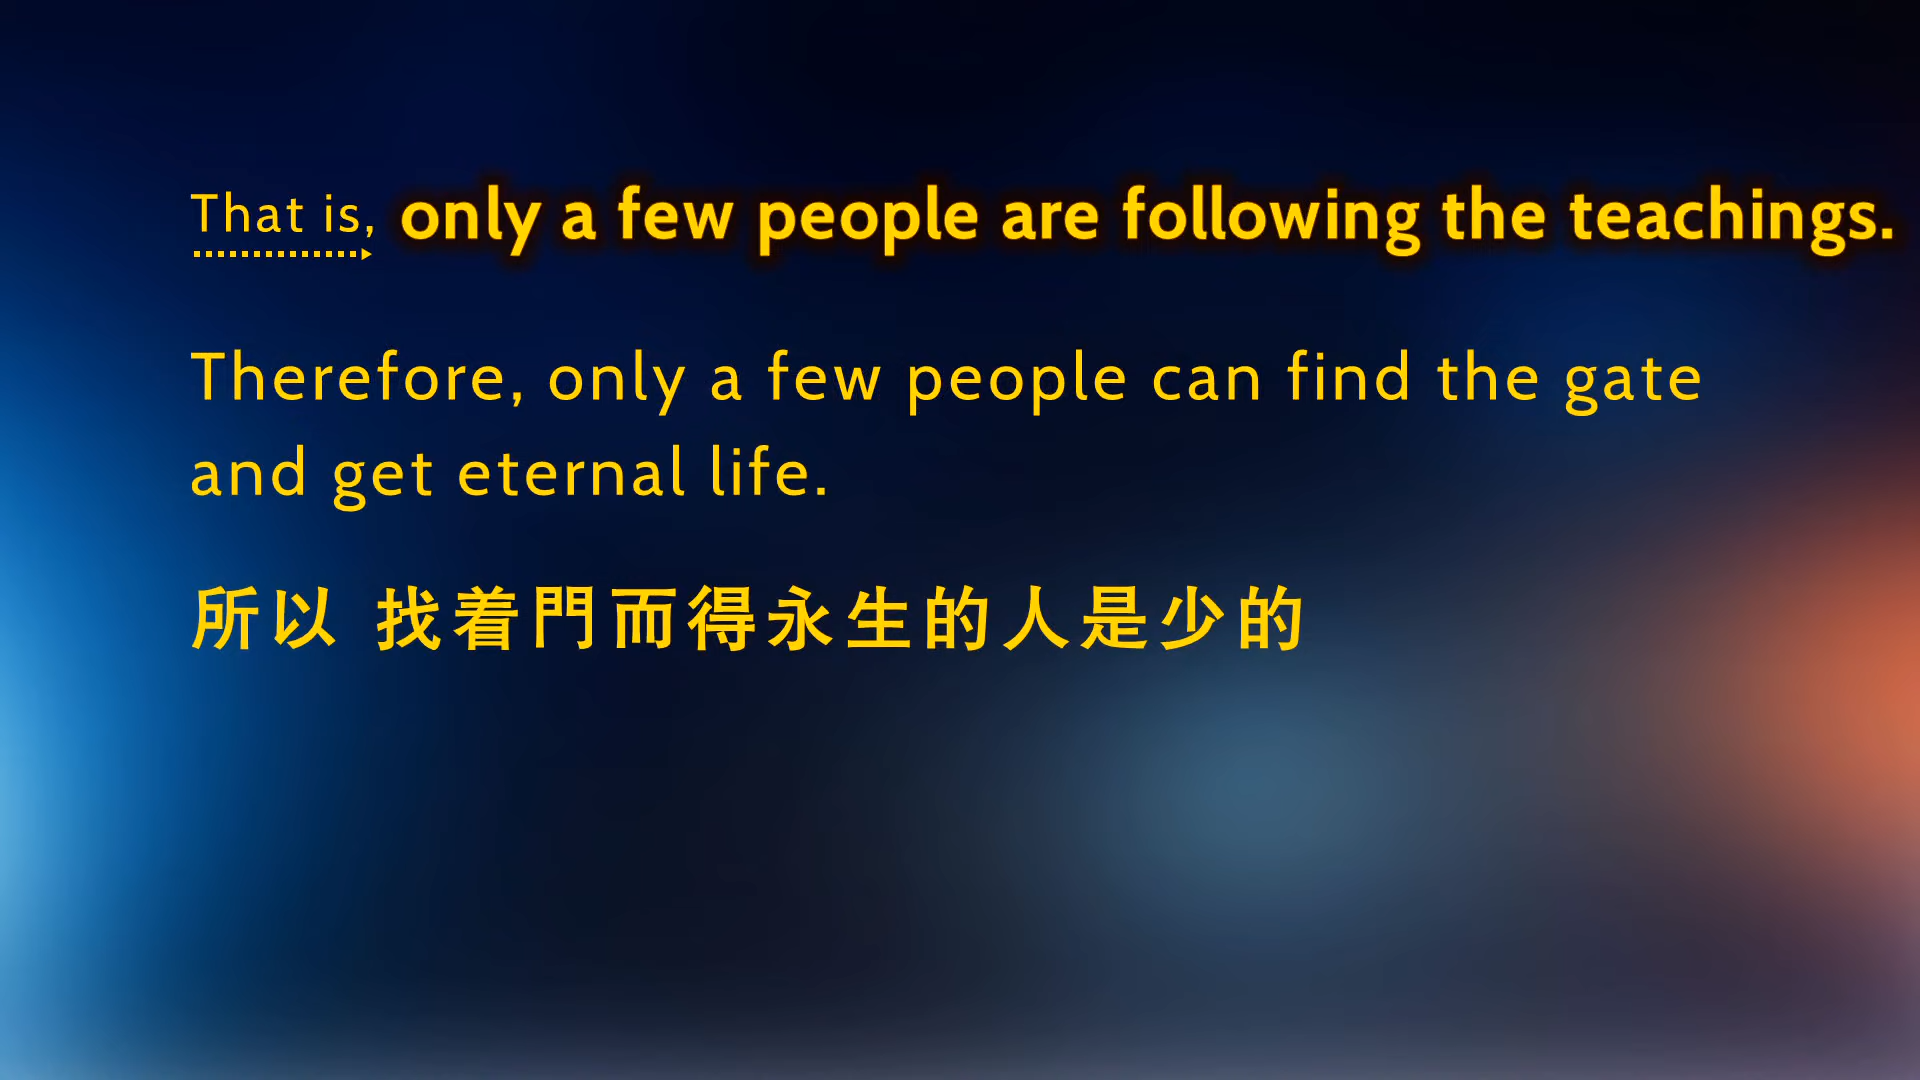 That is, only a few people are following the teachings.
Therefore, only a few people can find the gate
and get eternal life.
所以 找着門而得永生的人是少的